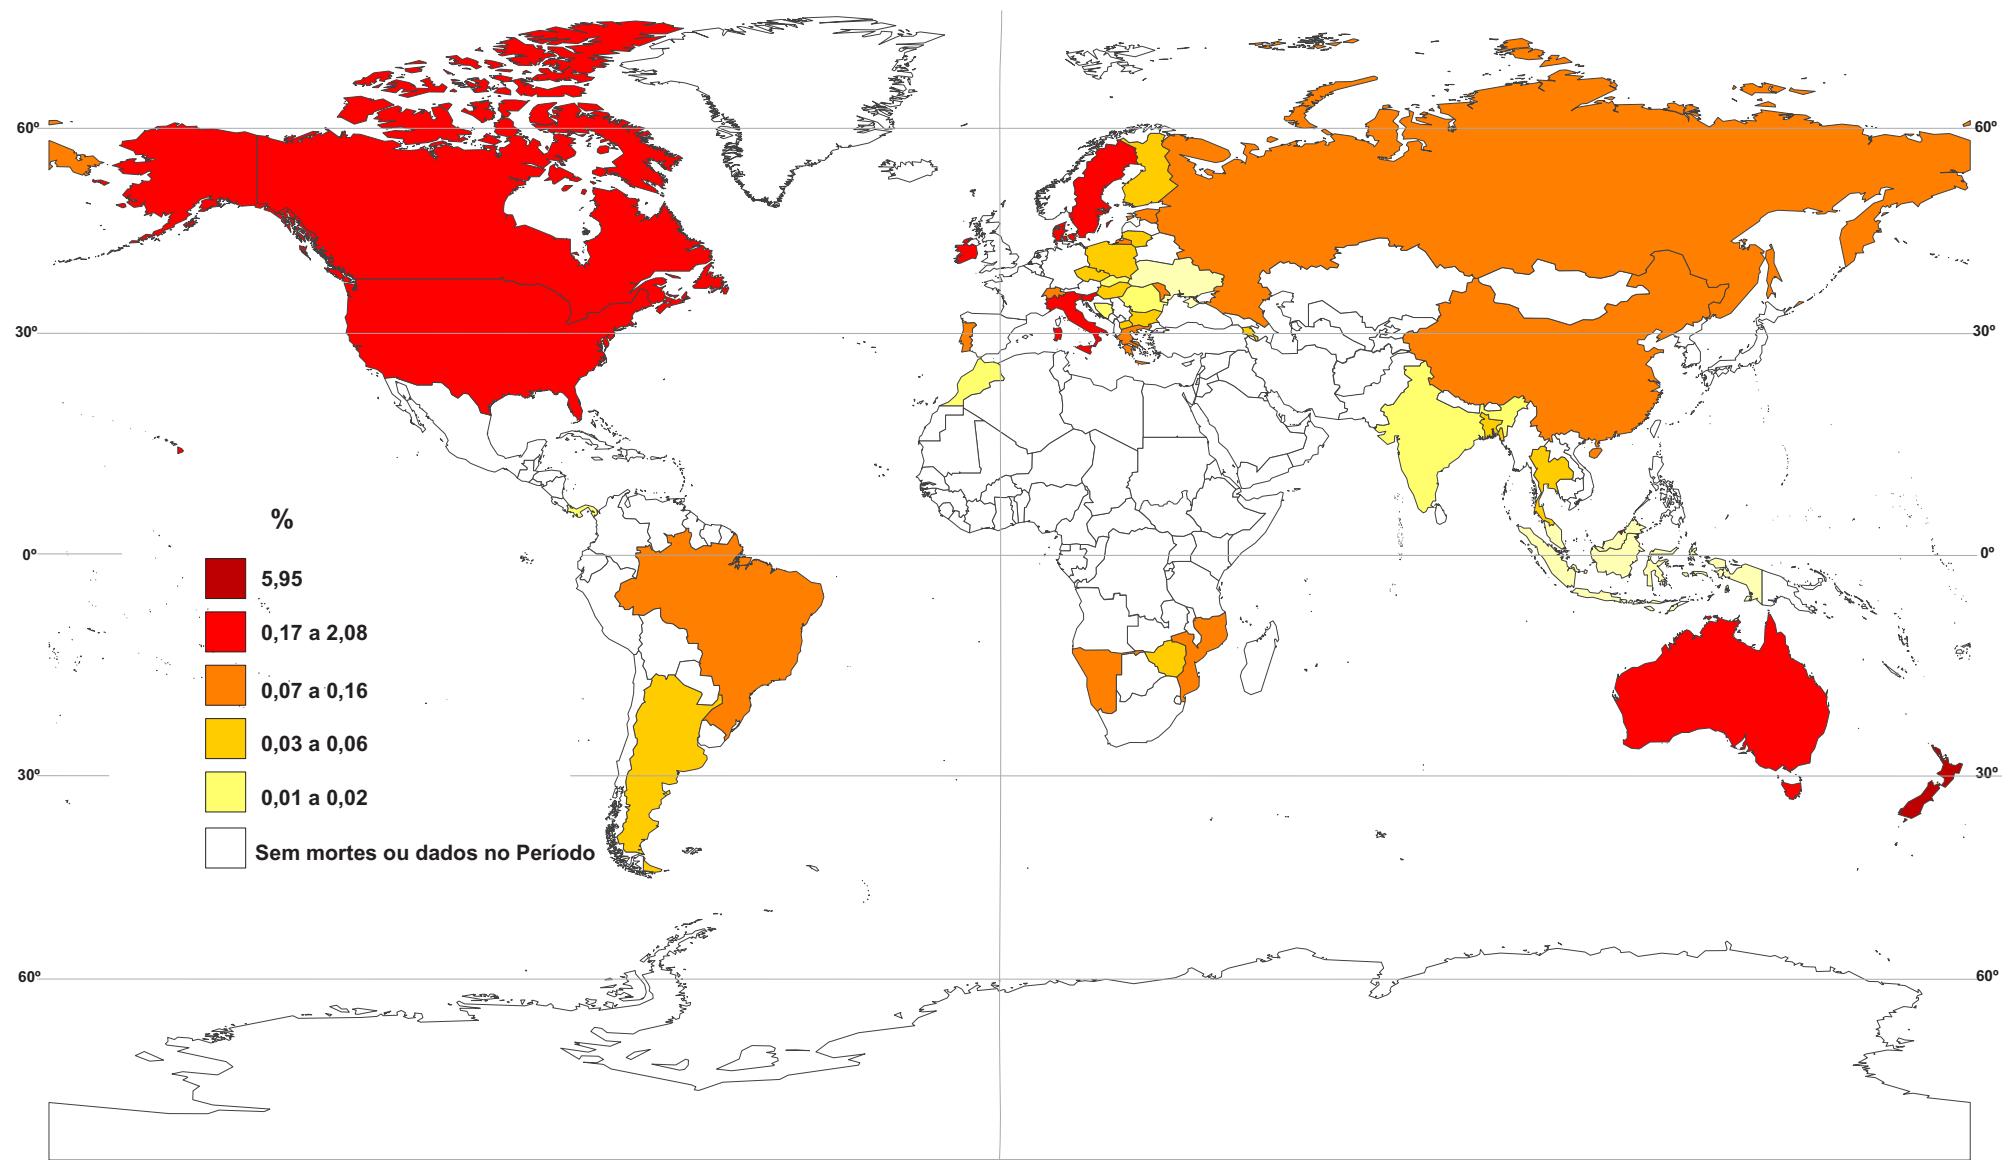 60º
60º
30º
30º
%
0º
0º
5,95
0,17 a 2,08
0,07 a 0,16
0,03 a 0,06
30º
30º
0,01 a 0,02
Sem mortes ou dados no Período
60º
60º